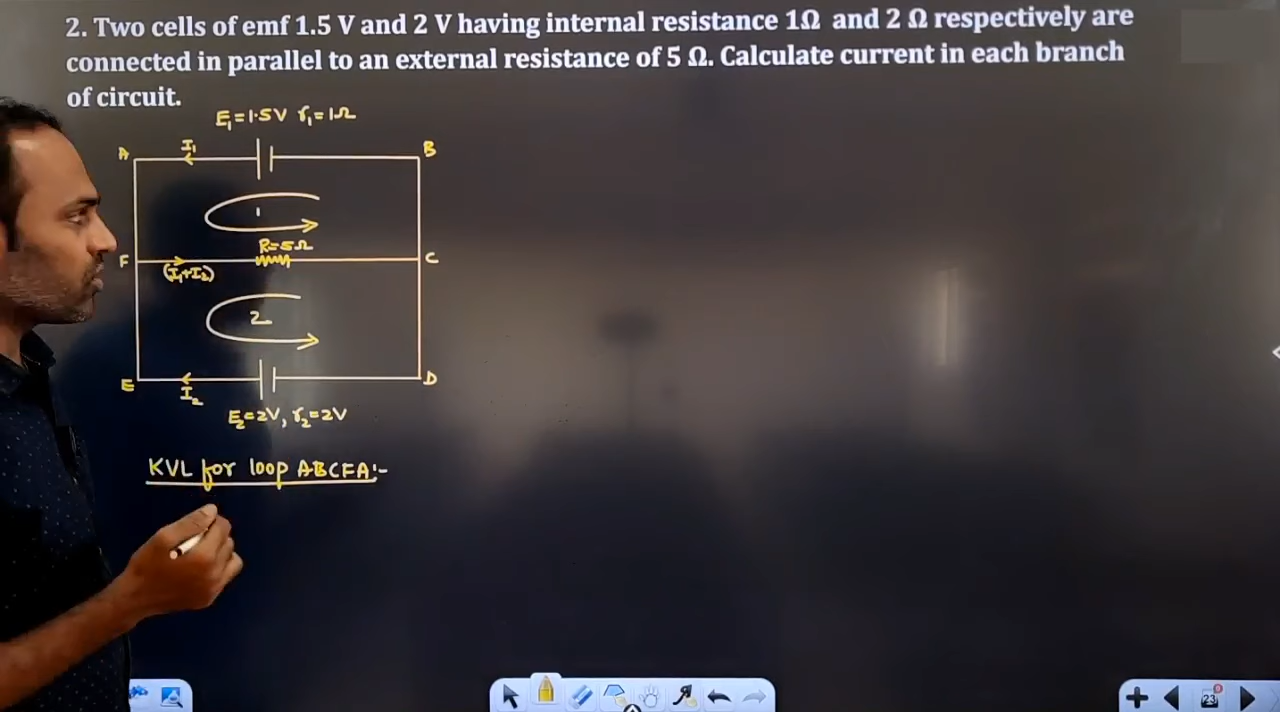 2. Two cells of emf 1.5 V and 2 V having internal resistance 1Ω and 2 Ω respectively are
connected in parallel to an external resistance of 5 Ω. Calculate current in each branch
of circuit.
E₁=1.5V r₁=1Ω
A
I₁
B
1
R=5Ω
F
(I₁+I₂)
C
2
E
I₂
D
E₂=2V, r₂=2V
KVL for loop ABCFA:-
23